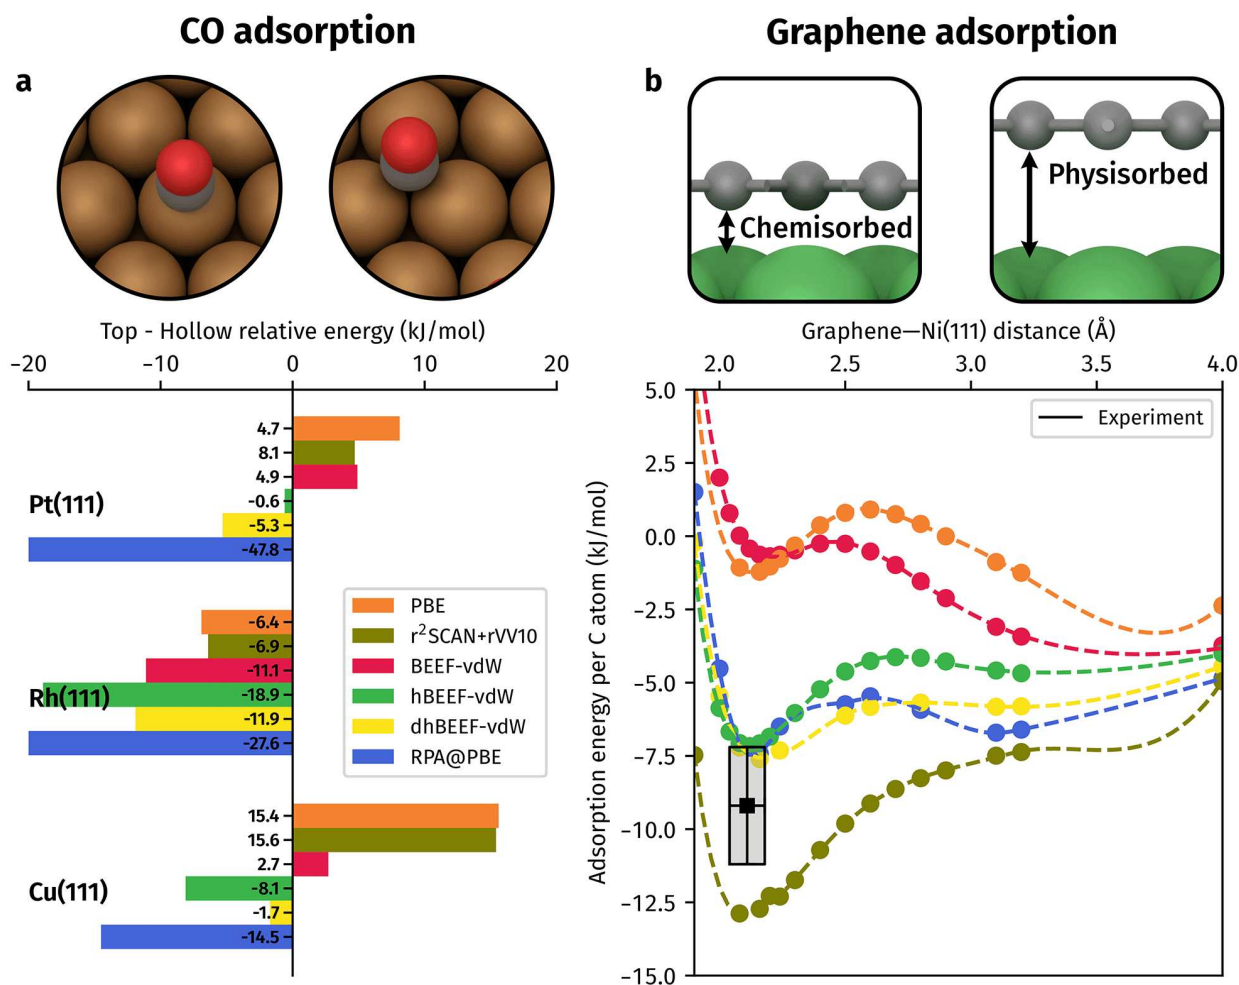 CO adsorption
Graphene adsorption
a
b
Chemisorbed
Physisorbed
Top - Hollow relative energy (kJ/mol)
−20 −10 0 10 20
Pt(111)
4.7
8.1
4.9
-0.6
-5.3
-47.8
Rh(111)
-6.4
-6.9
-11.1
-18.9
-11.9
-27.6
Cu(111)
15.4
15.6
2.7
-8.1
-1.7
-14.5
PBE
r²SCAN+rVV10
BEEF-vdW
hBEEF-vdW
dhBEEF-vdW
RPA@PBE
Graphene—Ni(111) distance (Å)
2.0 2.5 3.0 3.5 4.0
Adsorption energy per C atom (kJ/mol)
5.0
2.5
0.0
−2.5
−5.0
−7.5
−10.0
−12.5
−15.0
Experiment